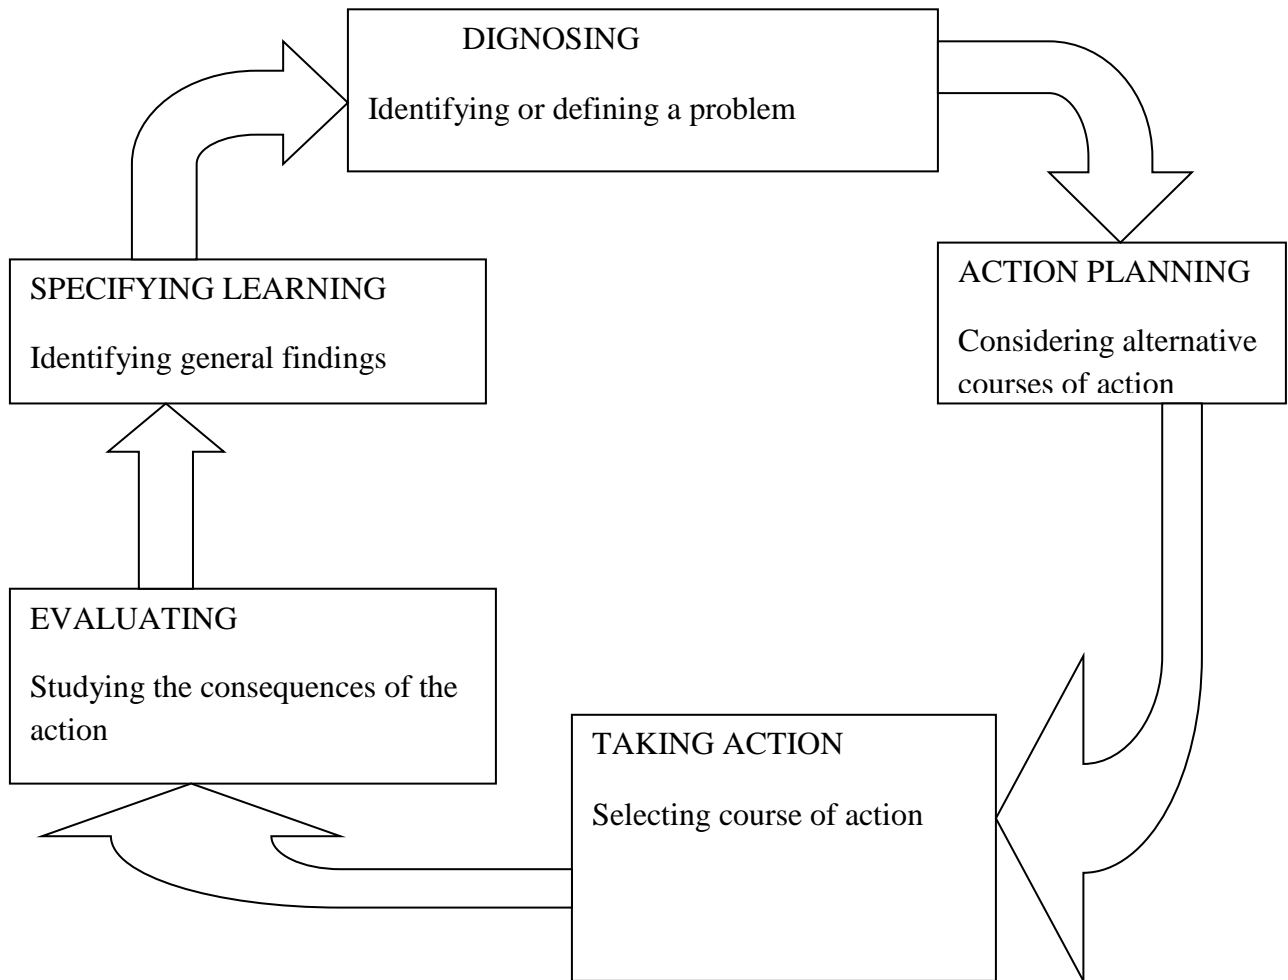 DIGNOSING
Identifying or defining a problem
ACTION PLANNING
Considering alternative
courses of action
TAKING ACTION
Selecting course of action
EVALUATING
Studying the consequences of the
action
SPECIFYING LEARNING
Identifying general findings